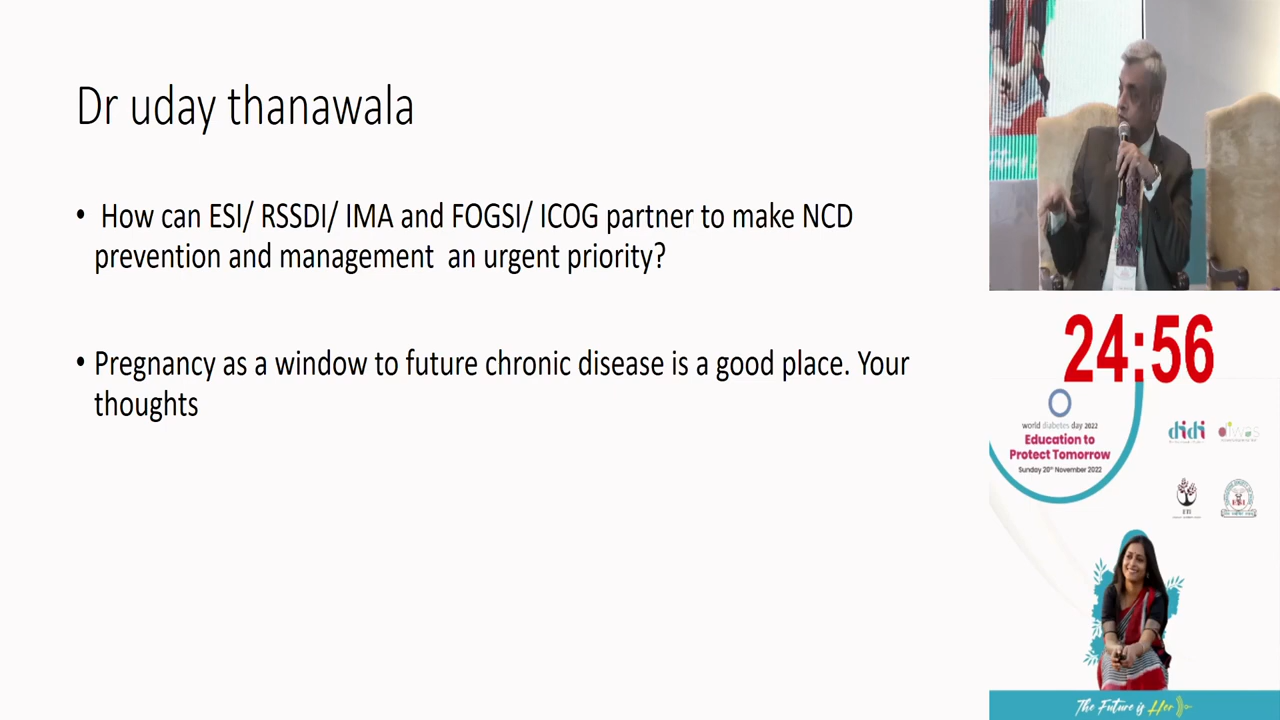 Dr uday thanawala
• How can ESI/ RSSDI/ IMA and FOGSI/ ICOG partner to make NCD
prevention and management an urgent priority?
• Pregnancy as a window to future chronic disease is a good place. Your
thoughts
24:56
world diabetes day 2022
Education to
Protect Tomorrow
Sunday 20th November 2022
didi
The Future is Her